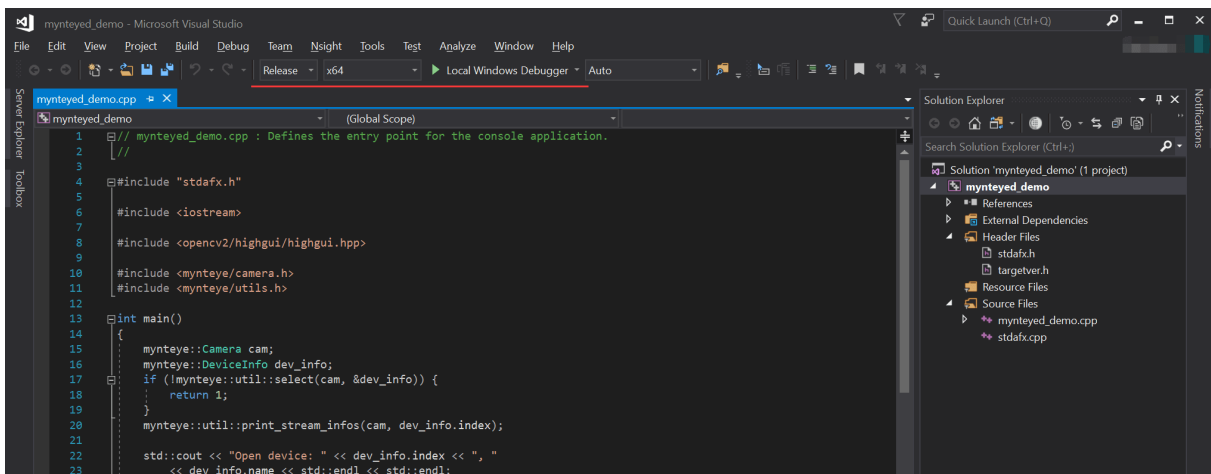 mynteyed_demo - Microsoft Visual Studio
Quick Launch (Ctrl+Q)
File Edit View Project Build Debug Team Nsight Tools Test Analyze Window Help
Release x64 Local Windows Debugger Auto
Server Explorer
Toolbox
mynteyed_demo.cpp
mynteyed_demo (Global Scope)
1 // mynteyed_demo.cpp : Defines the entry point for the console application.
2 //
3
4 #include "stdafx.h"
5
6 #include <iostream>
7
8 #include <opencv2/highgui/highgui.hpp>
9
10 #include <mynteye/camera.h>
11 #include <mynteye/utils.h>
12
13 int main()
14 {
15 mynteye::Camera cam;
16 mynteye::DeviceInfo dev_info;
17 if (!mynteye::util::select(cam, &dev_info)) {
18 return 1;
19 }
20 mynteye::util::print_stream_infos(cam, dev_info.index);
21
22 std::cout << "Open device: " << dev_info.index << ", "
23 << dev_info.name << std::endl << std::endl;
Solution Explorer
Search Solution Explorer (Ctrl+;)
Solution 'mynteyed_demo' (1 project)
mynteyed_demo
References
External Dependencies
Header Files
stdafx.h
targetver.h
Resource Files
Source Files
mynteyed_demo.cpp
stdafx.cpp
Notifications